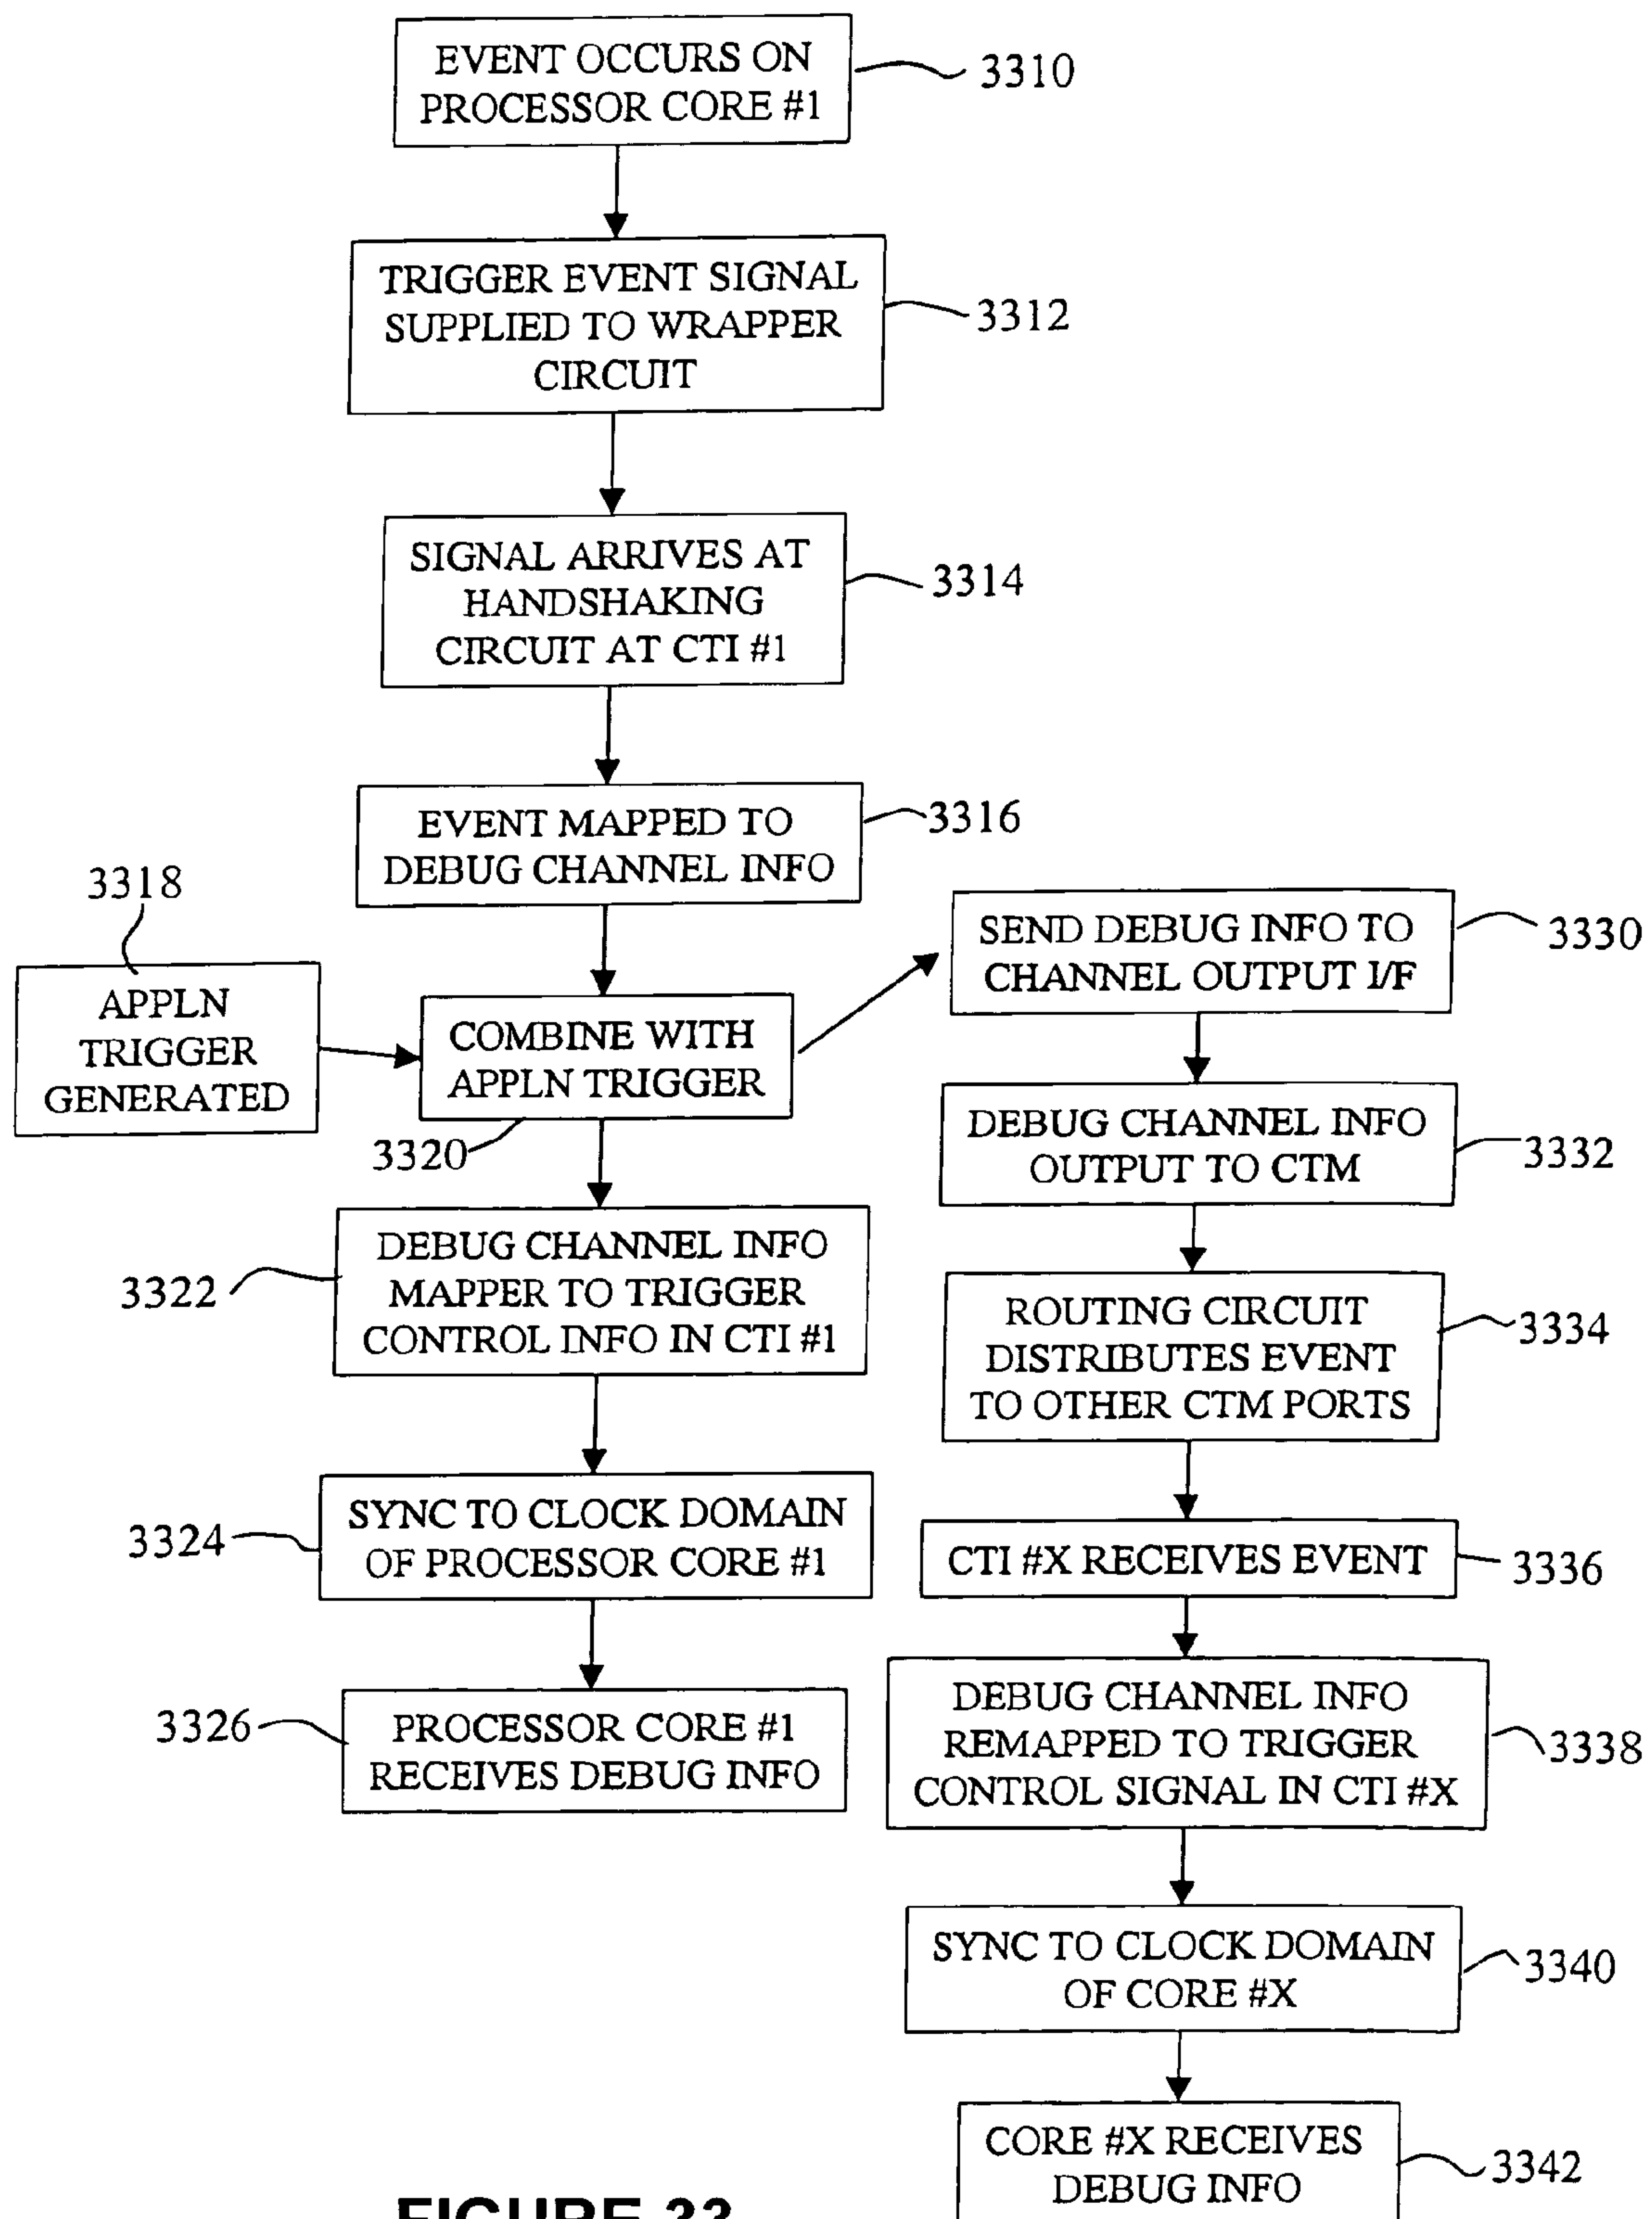 EVENT OCCURS ON
PROCESSOR CORE #1
3310
TRIGGER EVENT SIGNAL
SUPPLIED TO WRAPPER
CIRCUIT
3312
SIGNAL ARRIVES AT
HANDSHAKING
CIRCUIT AT CTI #1
3314
EVENT MAPPED TO
DEBUG CHANNEL INFO
3316
3318
APPLN
TRIGGER
GENERATED
COMBINE WITH
APPLN TRIGGER
3320
DEBUG CHANNEL INFO
MAPPER TO TRIGGER
CONTROL INFO IN CTI #1
3322
SYNC TO CLOCK DOMAIN
OF PROCESSOR CORE #1
3324
PROCESSOR CORE #1
RECEIVES DEBUG INFO
3326
SEND DEBUG INFO TO
CHANNEL OUTPUT I/F
3330
DEBUG CHANNEL INFO
OUTPUT TO CTM
3332
ROUTING CIRCUIT
DISTRIBUTES EVENT
TO OTHER CTM PORTS
3334
CTI #X RECEIVES EVENT
3336
DEBUG CHANNEL INFO
REMAPPED TO TRIGGER
CONTROL SIGNAL IN CTI #X
3338
SYNC TO CLOCK DOMAIN
OF CORE #X
3340
CORE #X RECEIVES
DEBUG INFO
3342
FIGURE 33